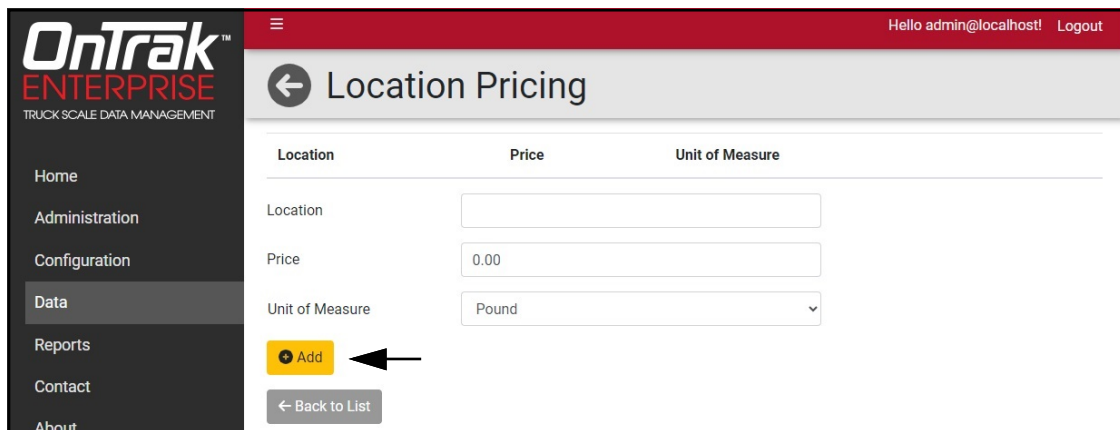 OnTrak™
ENTERPRISE
TRUCK SCALE DATA MANAGEMENT
Home
Administration
Configuration
Data
Reports
Contact
About
Hello admin@localhost! Logout
Location Pricing
Location Price Unit of Measure
Location
Price 0.00
Unit of Measure Pound
Add
Back to List